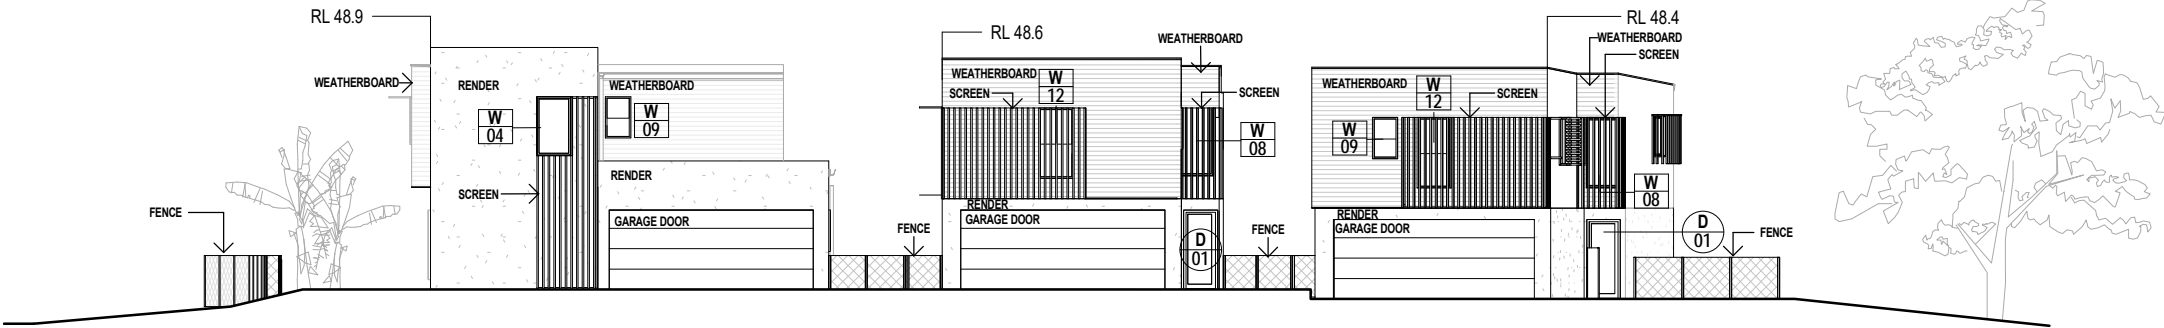 RL 48.9
WEATHERBOARD
RENDER
W
04
SCREEN
FENCE
WEATHERBOARD
W
09
RENDER
GARAGE DOOR
FENCE
RL 48.6
WEATHERBOARD
WEATHERBOARD
W
12
SCREEN
SCREEN
W
08
RENDER
GARAGE DOOR
D
01
FENCE
RL 48.4
WEATHERBOARD
SCREEN
WEATHERBOARD
W
12
SCREEN
W
09
W
08
RENDER
GARAGE DOOR
D
01
FENCE